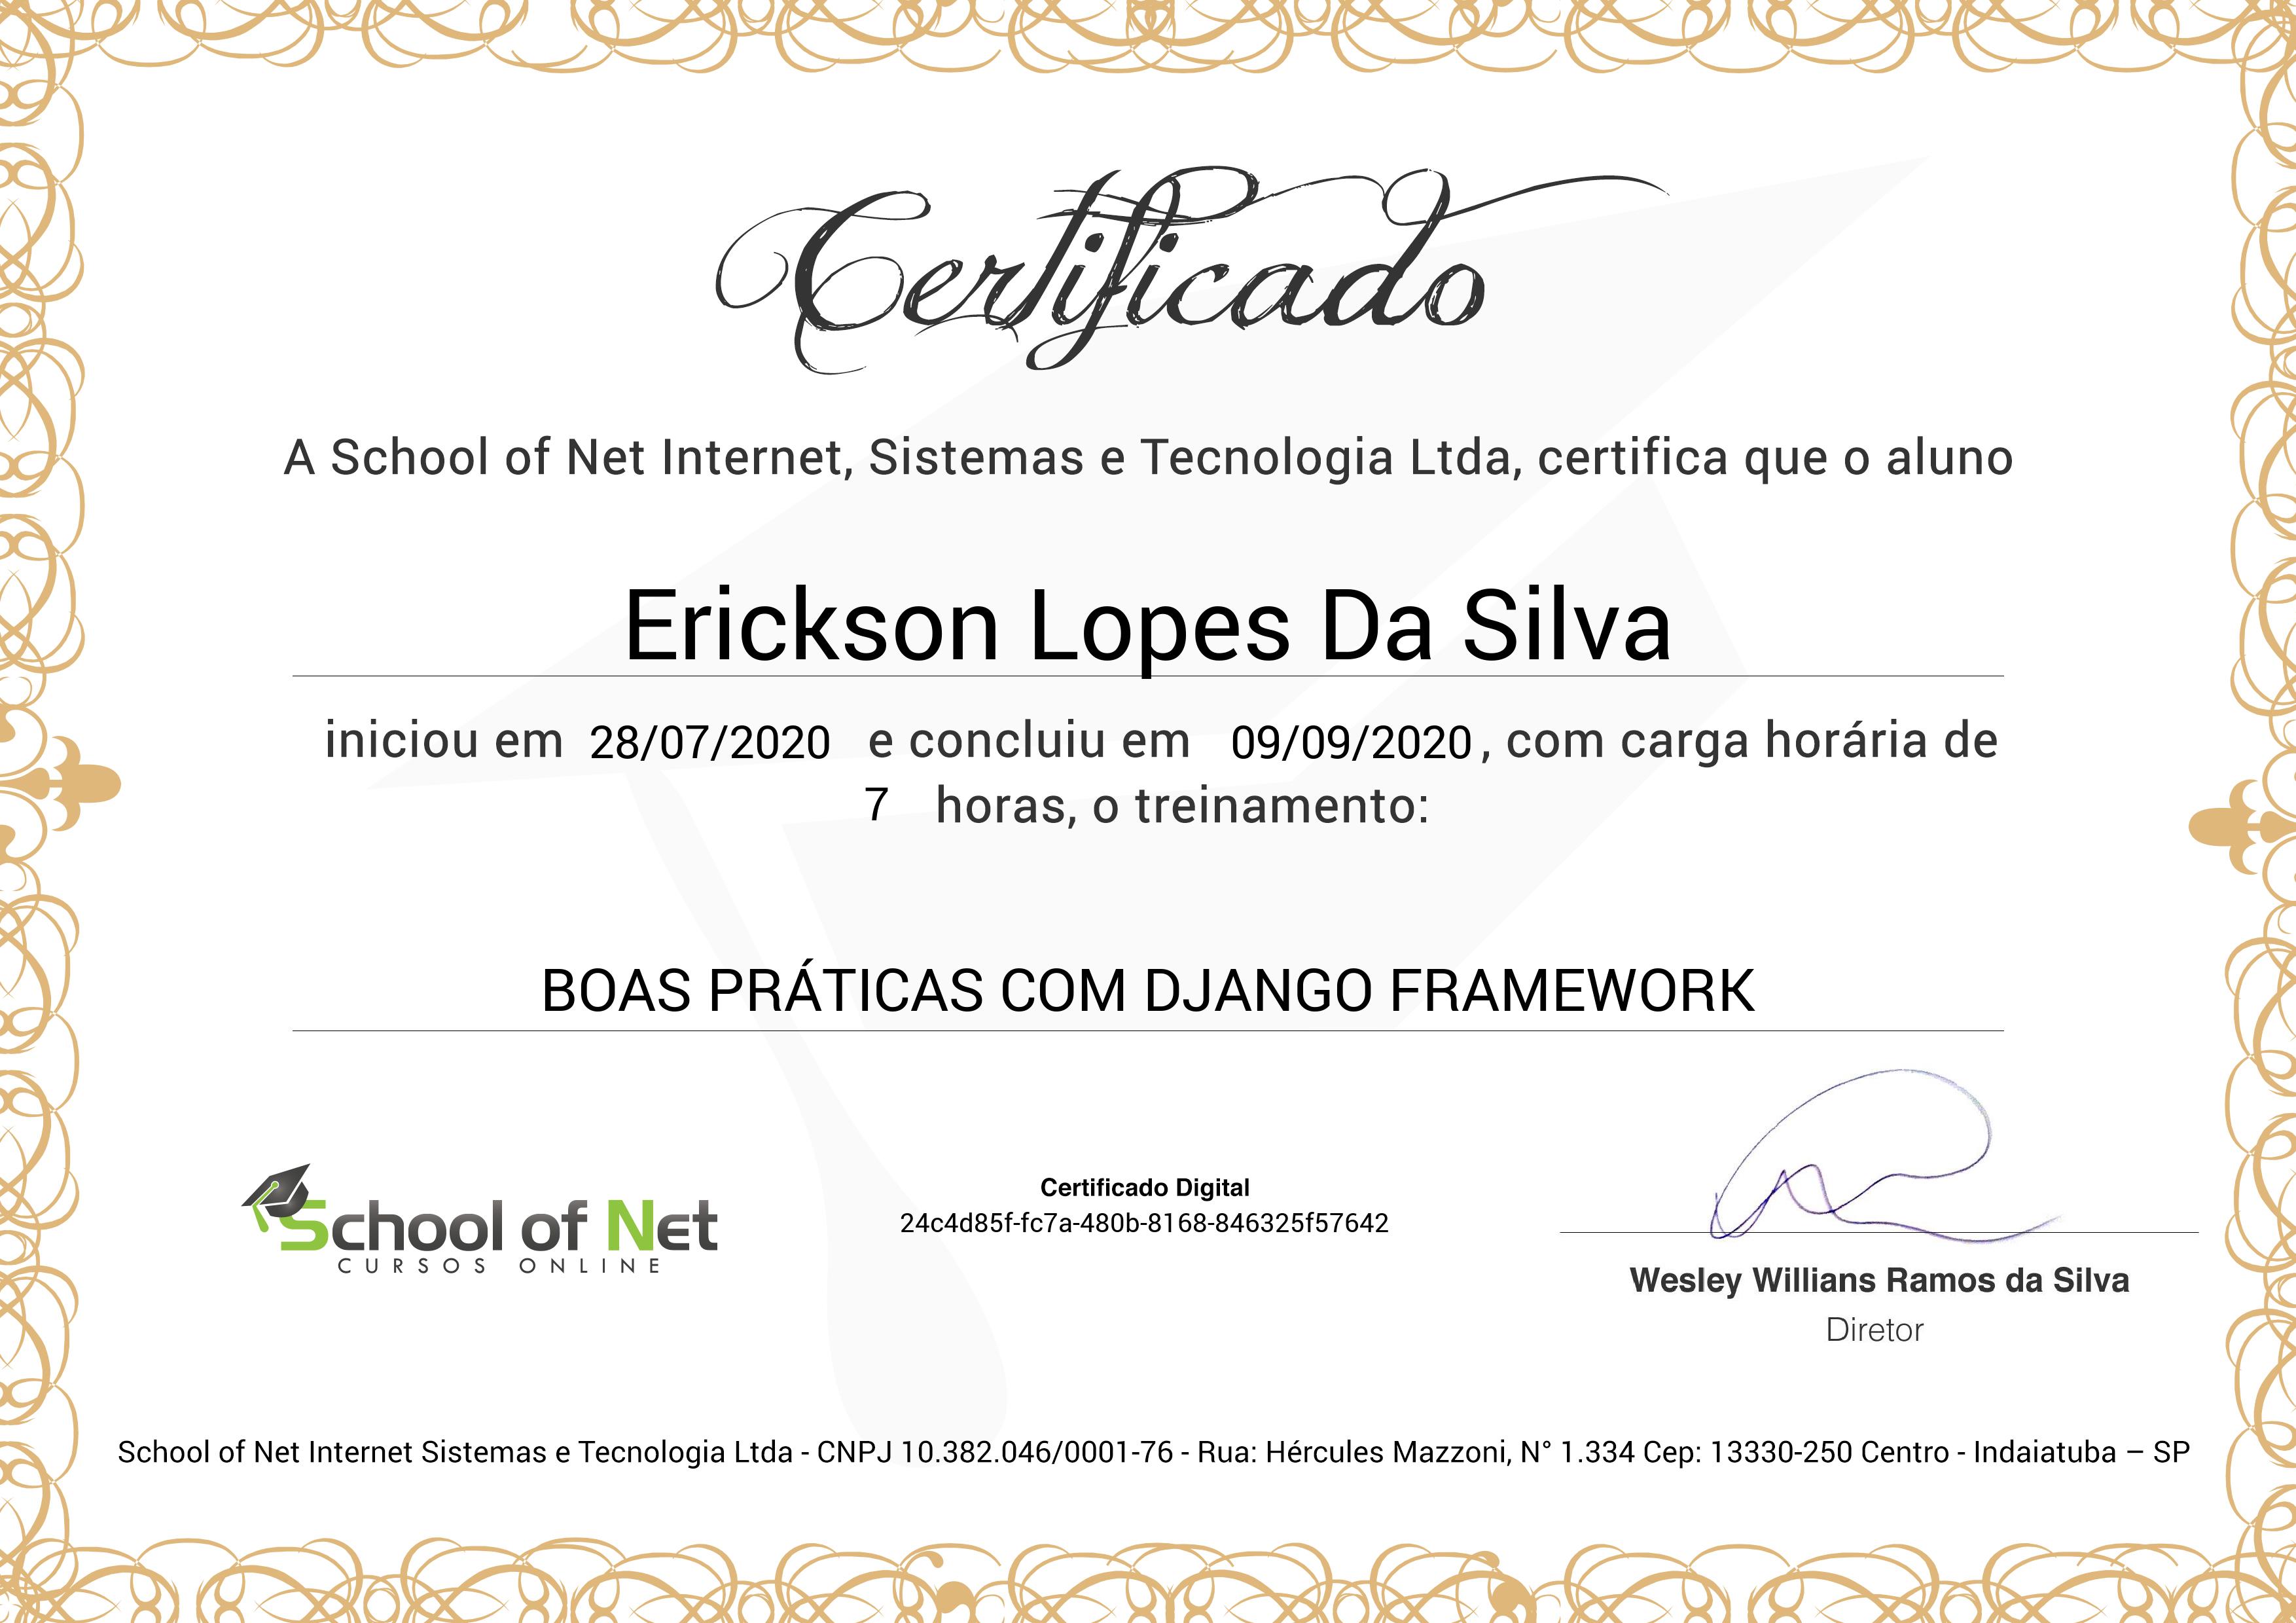 Certificado
A School of Net Internet, Sistemas e Tecnologia Ltda, certifica que o aluno
Erickson Lopes Da Silva
iniciou em 28/07/2020 e concluiu em 09/09/2020, com carga horária de
7 horas, o treinamento:
BOAS PRÁTICAS COM DJANGO FRAMEWORK
School of Net
CURSOS ONLINE
Certificado Digital
24c4d85f-fc7a-480b-8168-846325f57642
Wesley Willians Ramos da Silva
Diretor
School of Net Internet Sistemas e Tecnologia Ltda - CNPJ 10.382.046/0001-76 - Rua: Hércules Mazzoni, N° 1.334 Cep: 13330-250 Centro - Indaiatuba – SP